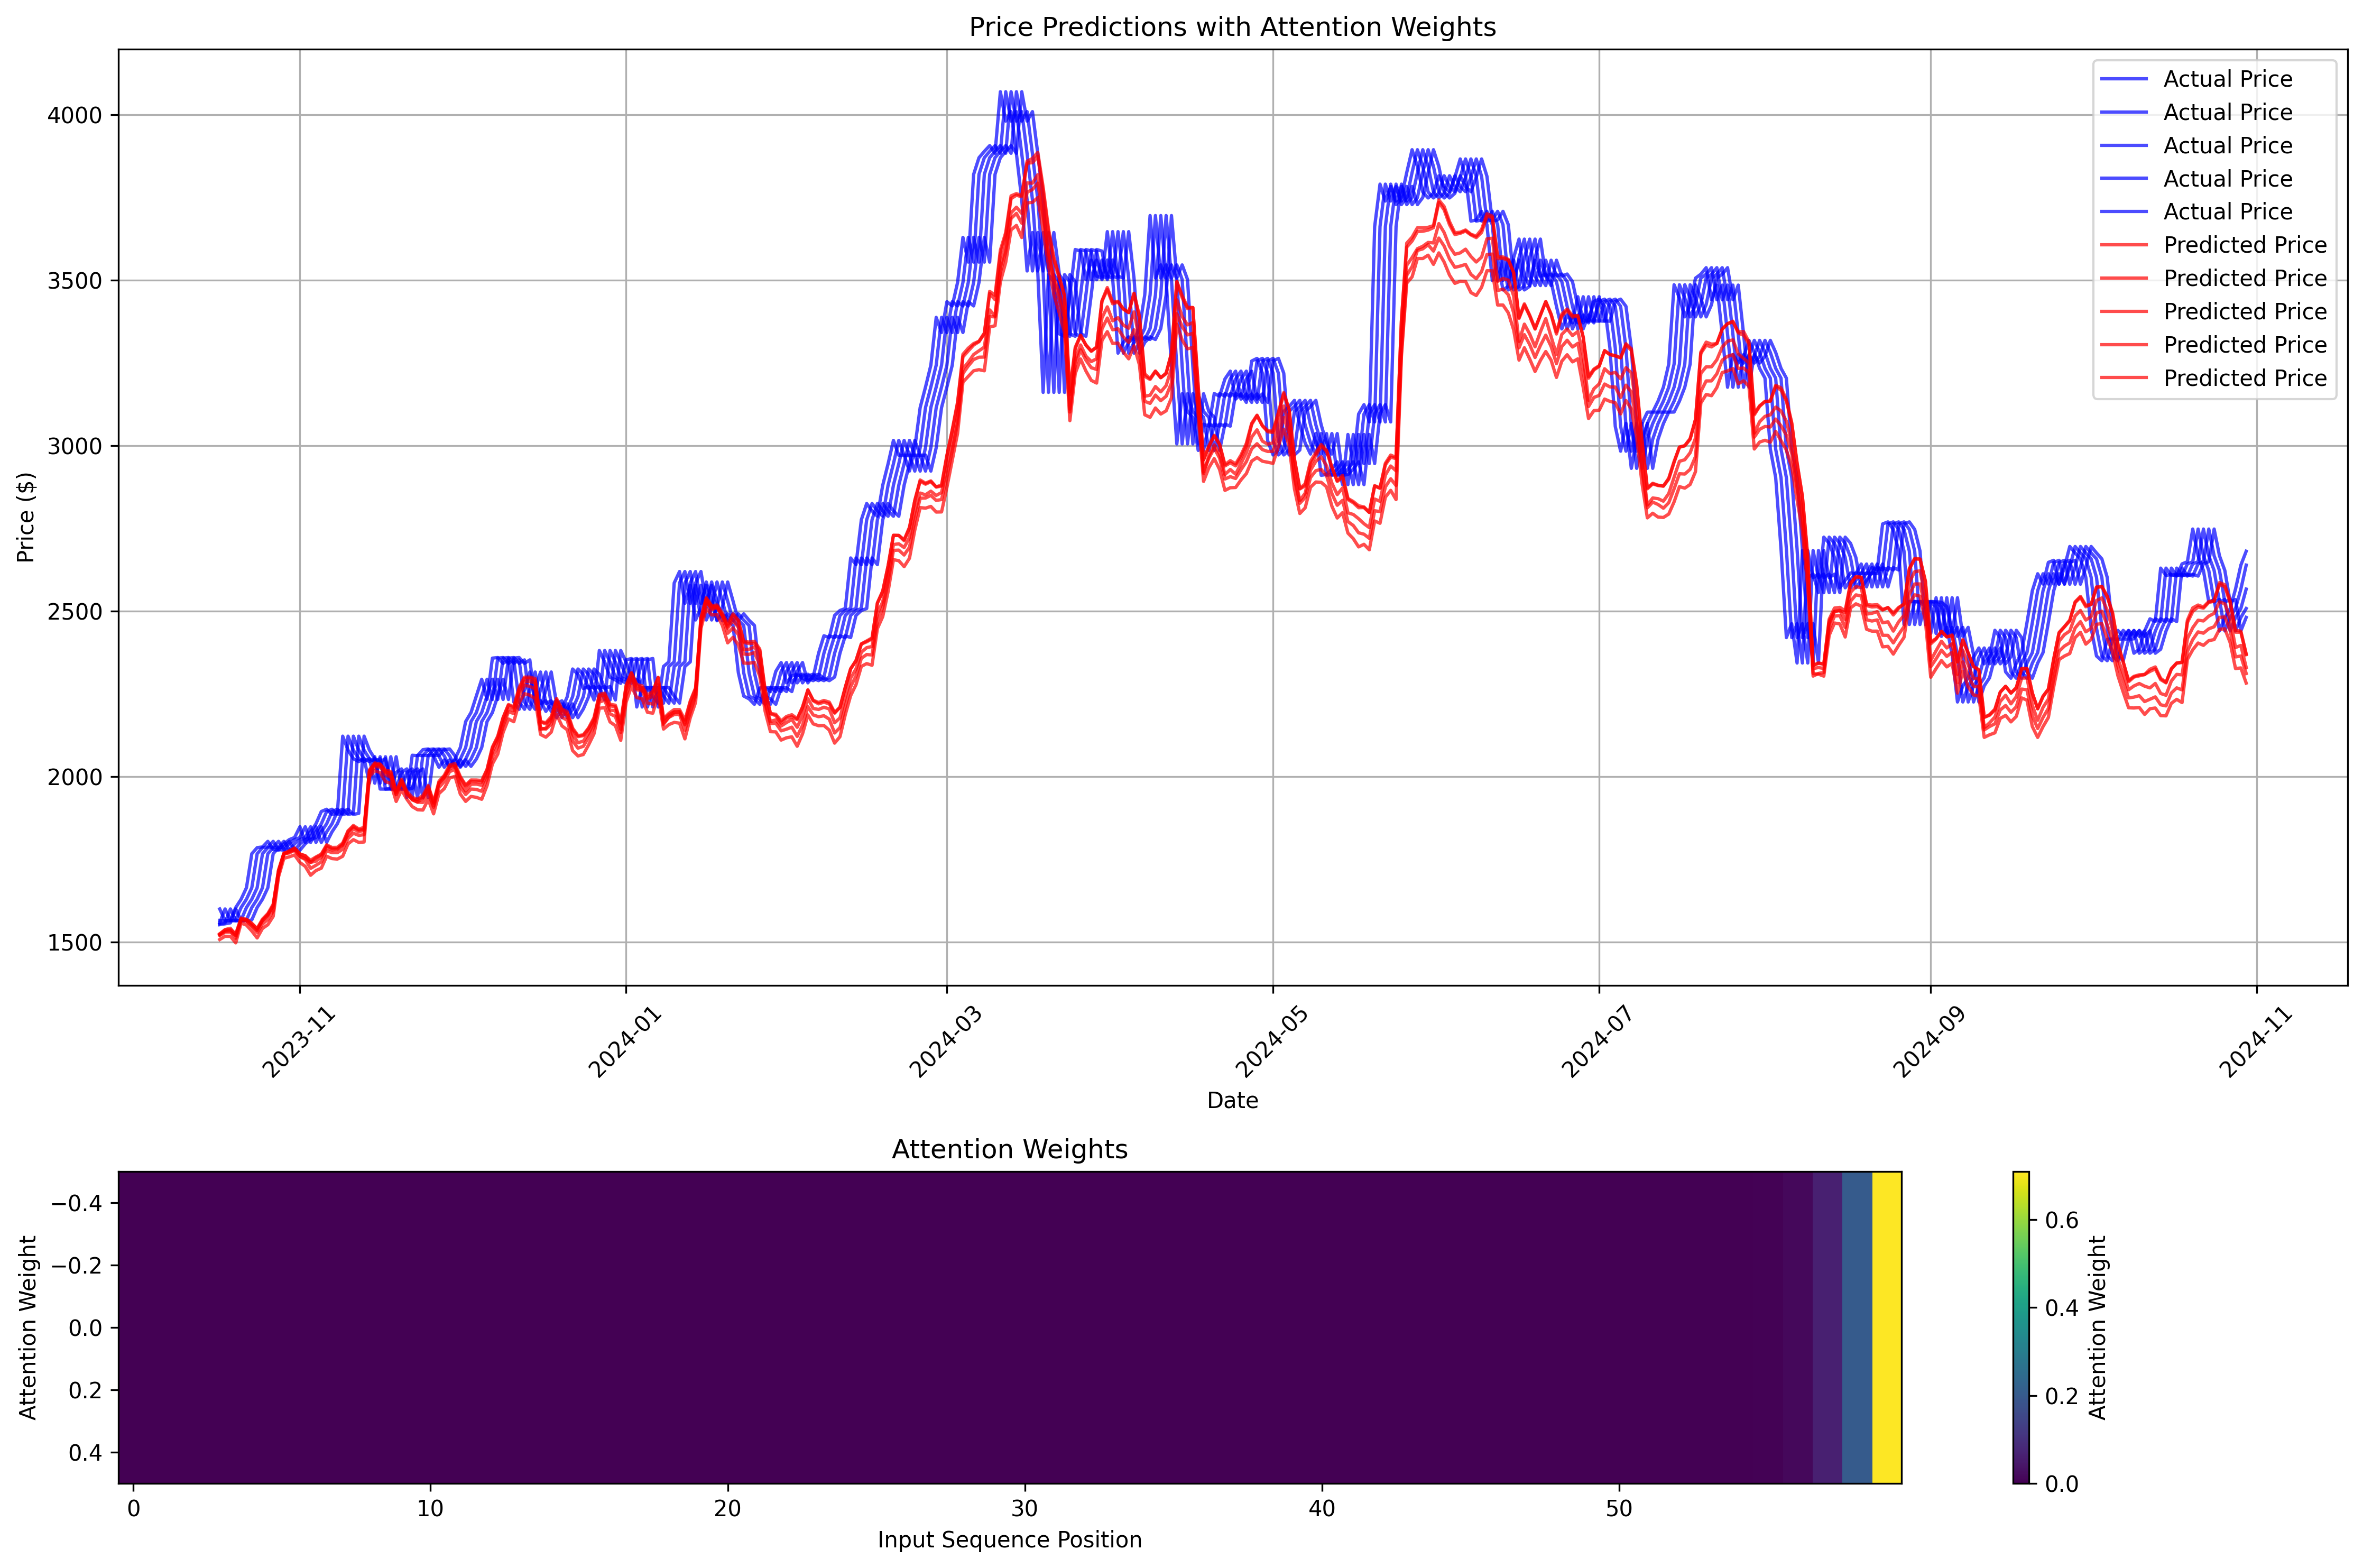 Price Predictions with Attention Weights
4000
3500
3000
2500
2000
1500
Price ($)
Actual Price
Actual Price
Actual Price
Actual Price
Actual Price
Predicted Price
Predicted Price
Predicted Price
Predicted Price
Predicted Price
2023-11
2024-01
2024-03
2024-05
2024-07
2024-09
2024-11
Date
Attention Weights
−0.4
−0.2
0.0
0.2
0.4
Attention Weight
0
10
20
30
40
50
Input Sequence Position
0.6
0.4
0.2
0.0
Attention Weight